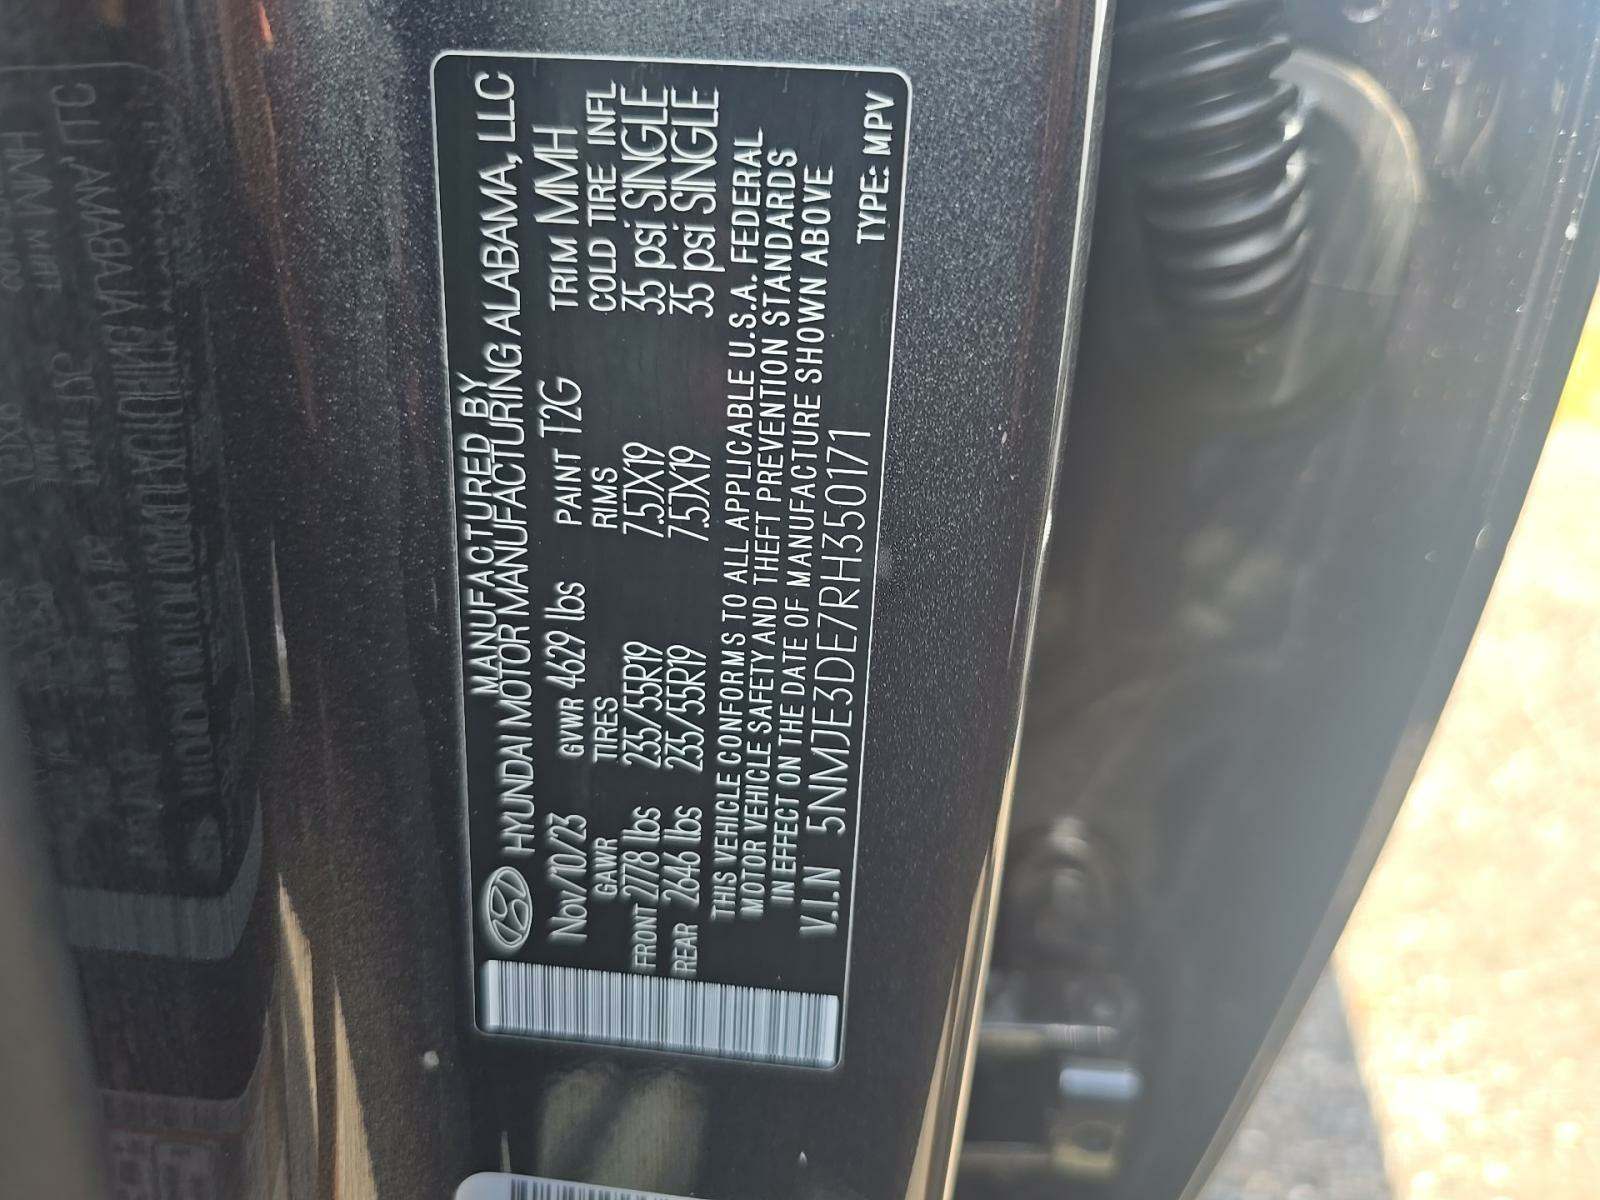 MANUFACTURED BY
HYUNDAI MOTOR MANUFACTURING ALABAMA, LLC
Nov/10/23 GVWR 4629 lbs PAINT T2G TRIM MMH
GAWR TIRES RIMS COLD TIRE INFL
FRONT 2778 lbs 235/55R19 7.5JX19 35 psi SINGLE
REAR 2646 lbs 235/55R19 7.5JX19 35 psi SINGLE
THIS VEHICLE CONFORMS TO ALL APPLICABLE U.S.A. FEDERAL
MOTOR VEHICLE SAFETY AND THEFT PREVENTION STANDARDS
IN EFFECT ON THE DATE OF MANUFACTURE SHOWN ABOVE
V.I.N 5NMJE3DE7RH350171 TYPE: MPV